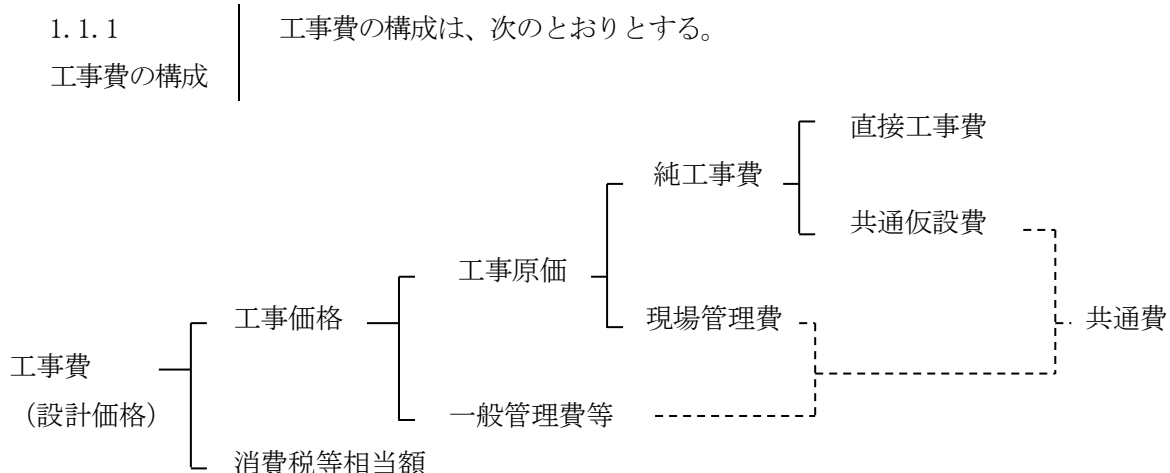 1.1.1
工事費の構成は、次のとおりとする。
工事費の構成
直接工事費
純工事費
共通仮設費
工事原価
工事価格
現場管理費
共通費
工事費
(設計価格)
一般管理費等
消費税等相当額